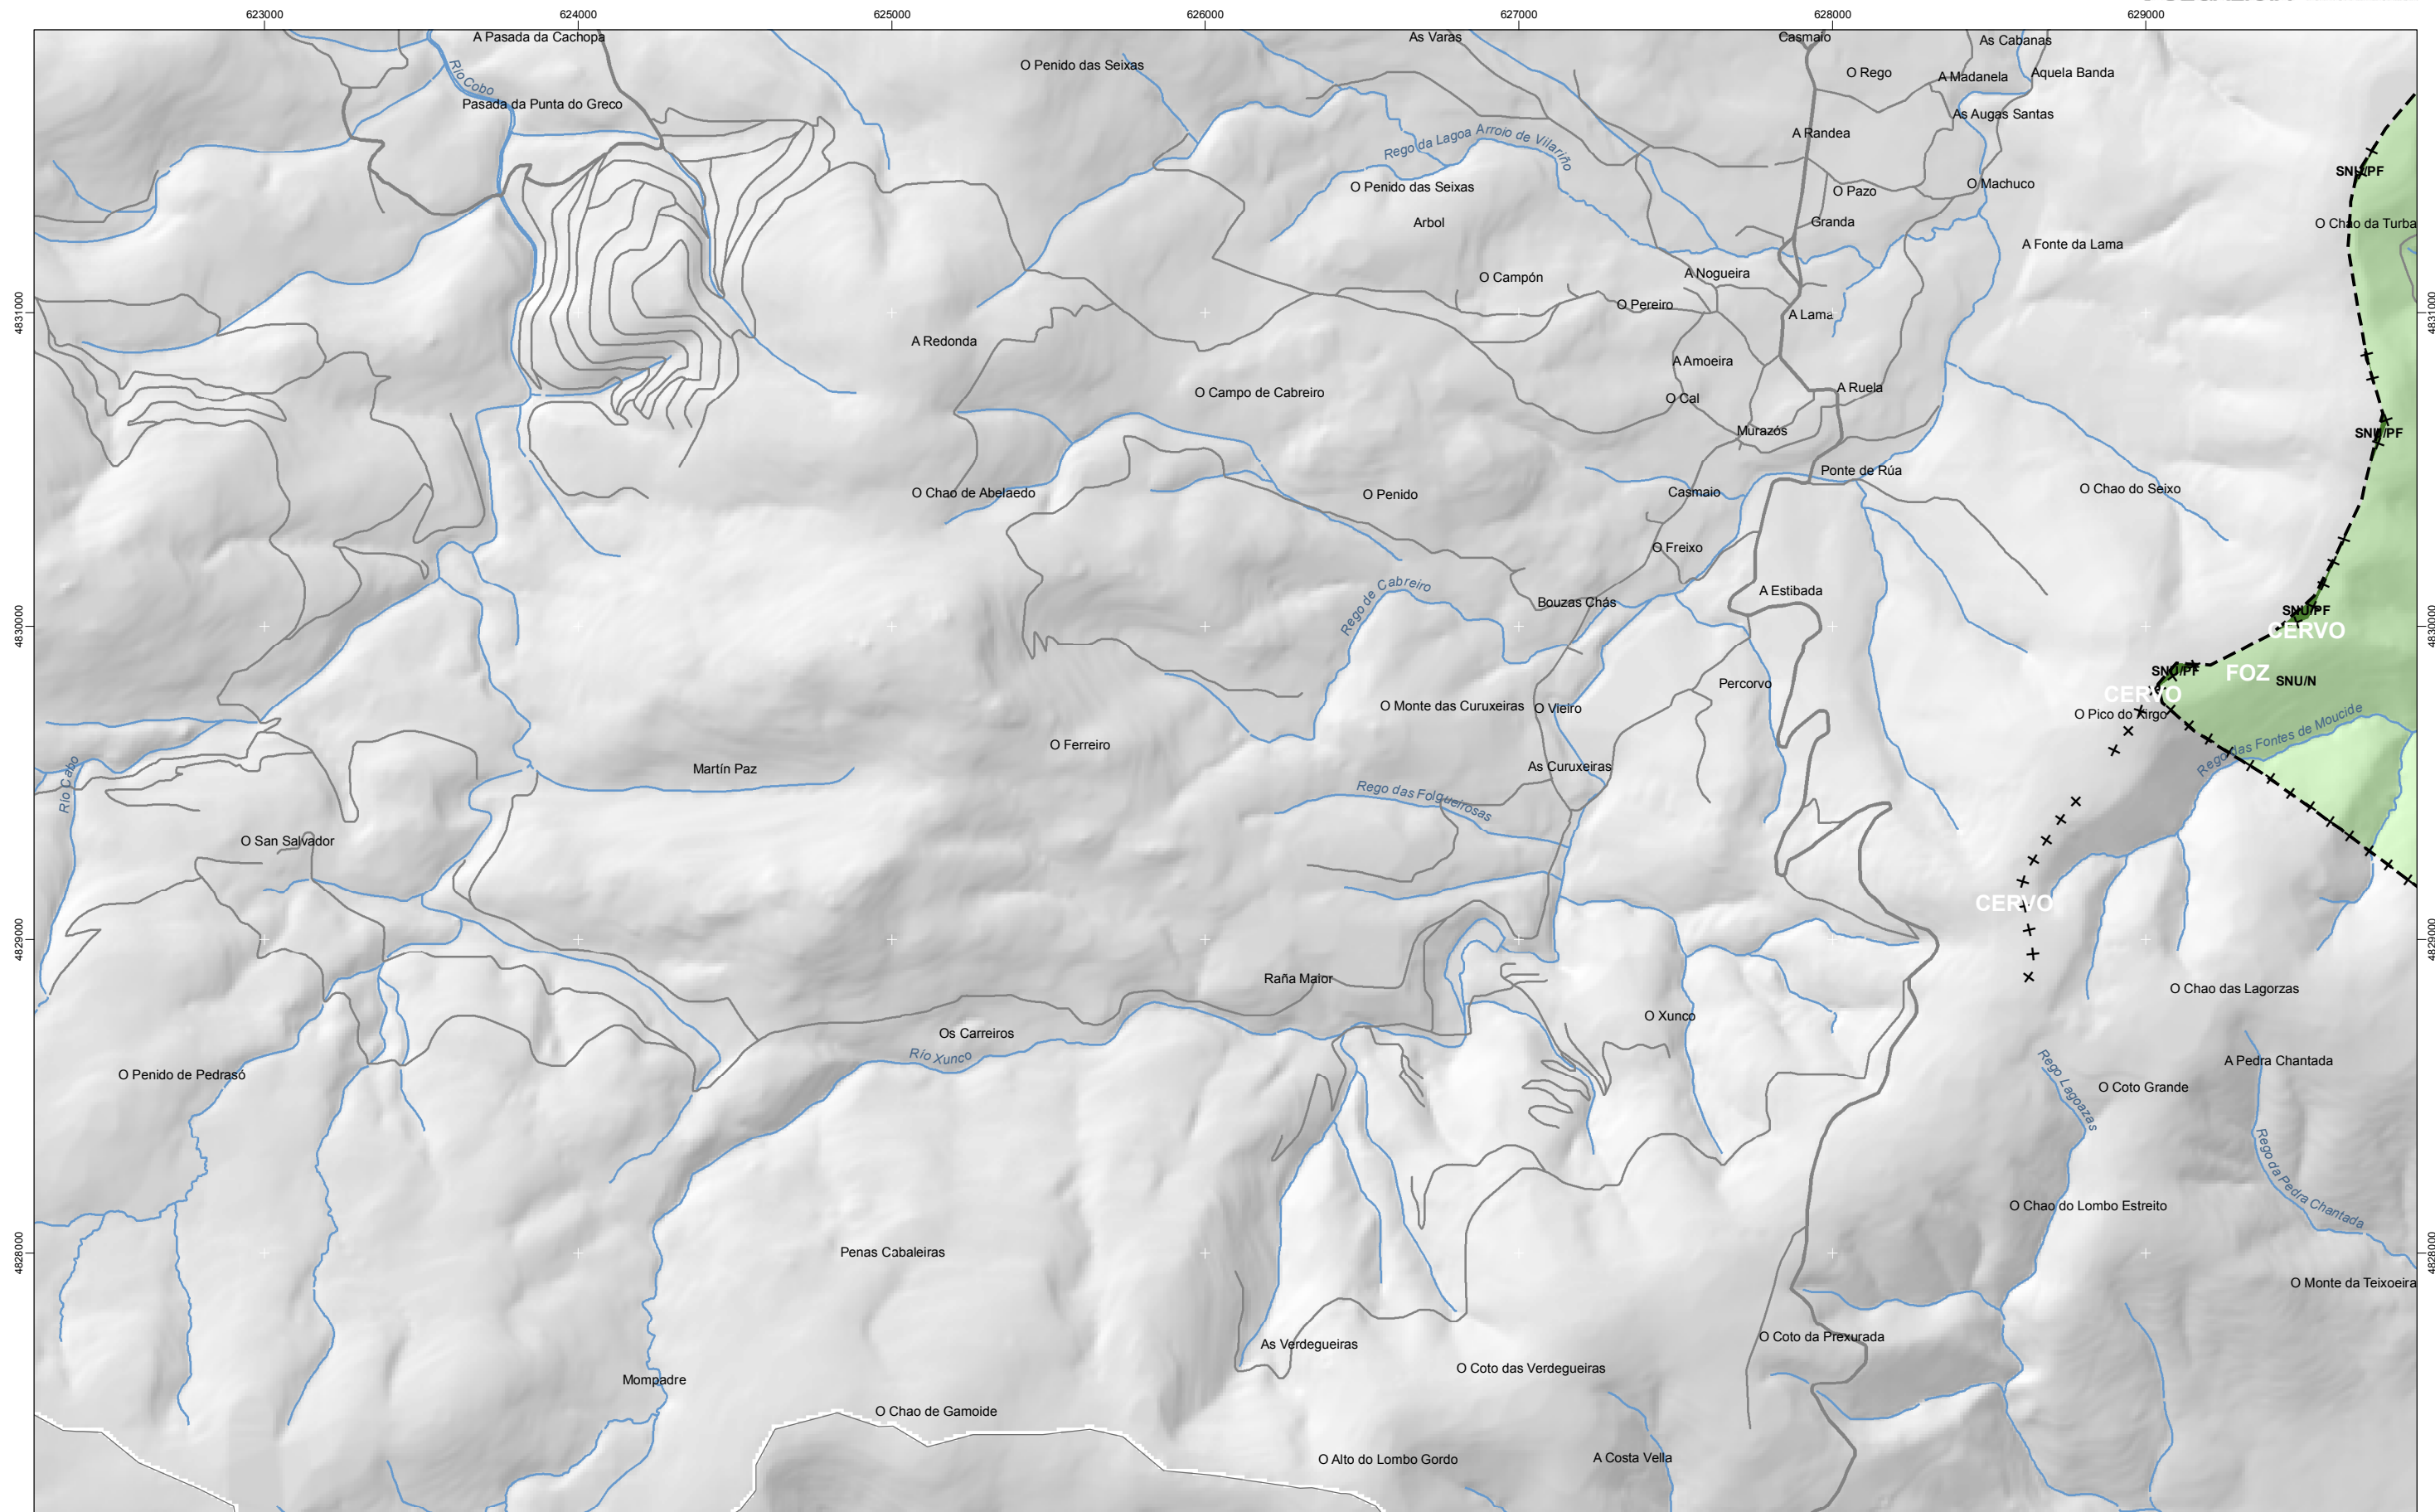 623000 624000 625000 626000 627000 628000 629000
A Pasada da Cachopa
As Varas
Casmaio
As Cabanas
O Penido das Seixas
O Rego
A Madanela
Aquela Banda
Río Cobo
Pasada da Punta do Greco
As Augas Santas
A Randea
Rego da Lagoa Arroio de Vilariño
SNU/PF
O Penido das Seixas
O Pazo
O Machuco
Arbol
Granda
O Chao da Turba
A Fonte da Lama
O Campón
A Nogueira
O Pereiro
4831000
A Lama
4831000
A Redonda
A Amoeira
O Campo de Cabreiro
A Ruela
O Cal
Murazós
SNU/PF
Ponte de Rúa
O Chao de Abelaedo
O Penido
Casmaio
O Chao do Seixo
O Freixo
Rego de Cabreiro
A Estibada
Bouzas Chás
SNU/PF
4830000
CERVO
4830000
SNU/PF
FOZ
SNU/N
Percorvo
CERVO
O Monte das Curuxeiras
O Vieiro
O Pico do Virgo
O Ferreiro
Rego das Fontes de Moucide
Martín Paz
As Curuxeiras
Río Cabo
Rego das Folgueirosas
O San Salvador
CERVO
4829000
4829000
Raña Maior
O Chao das Lagorzas
O Xunco
Os Carreiros
Río Xunco
A Pedra Chantada
O Penido de Pedrasó
O Coto Grande
Rego Lagoazas
Rego da Pedra Chantada
O Chao do Lombo Estreito
4828000
Penas Cabaleiras
4828000
O Monte da Teixoeira
O Coto da Prexurada
As Verdegueiras
O Coto das Verdegueiras
Mompadre
O Chao de Gamoide
O Alto do Lombo Gordo
A Costa Vella